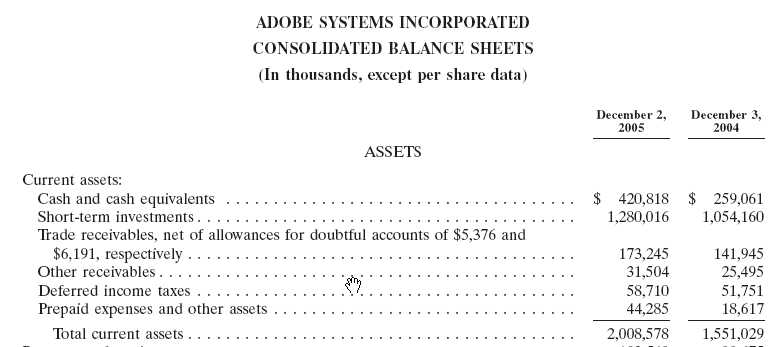 ADOBE SYSTEMS INCORPORATED
CONSOLIDATED BALANCE SHEETS
(In thousands, except per share data)
December 2, 2005 December 3, 2004
ASSETS
Current assets:
Cash and cash equivalents . . . . . . . . . . . . . . . . . . . . $ 420,818 $ 259,061
Short-term investments . . . . . . . . . . . . . . . . . . . . 1,280,016 1,054,160
Trade receivables, net of allowances for doubtful accounts of $5,376 and
$6,191, respectively . . . . . . . . . . . . . . . . . . . . 173,245 141,945
Other receivables . . . . . . . . . . . . . . . . . . . . 31,504 25,495
Deferred income taxes . . . . . . . . . . . . . . . . . . . . 58,710 51,751
Prepaid expenses and other assets . . . . . . . . . . . . . . . . . . . . 44,285 18,617
Total current assets . . . . . . . . . . . . . . . . . . . . 2,008,578 1,551,029